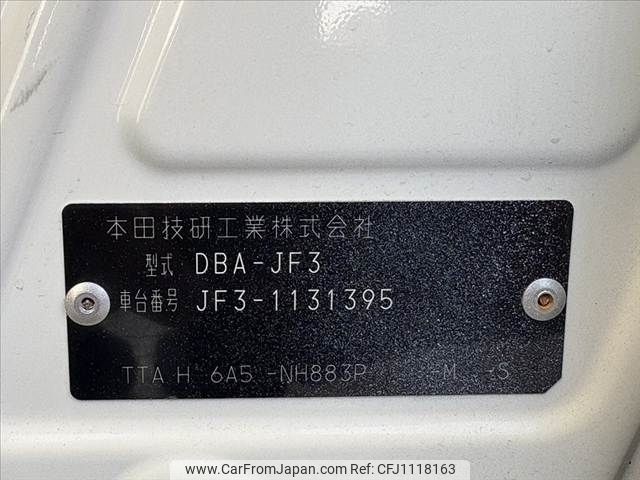 本田技研工業株式会社
型式 DBA-JF3
車台番号 JF3-1131395
TTA H 6A5 -NH883P -M -S
www.CarFromJapan.com - CFJ1118163